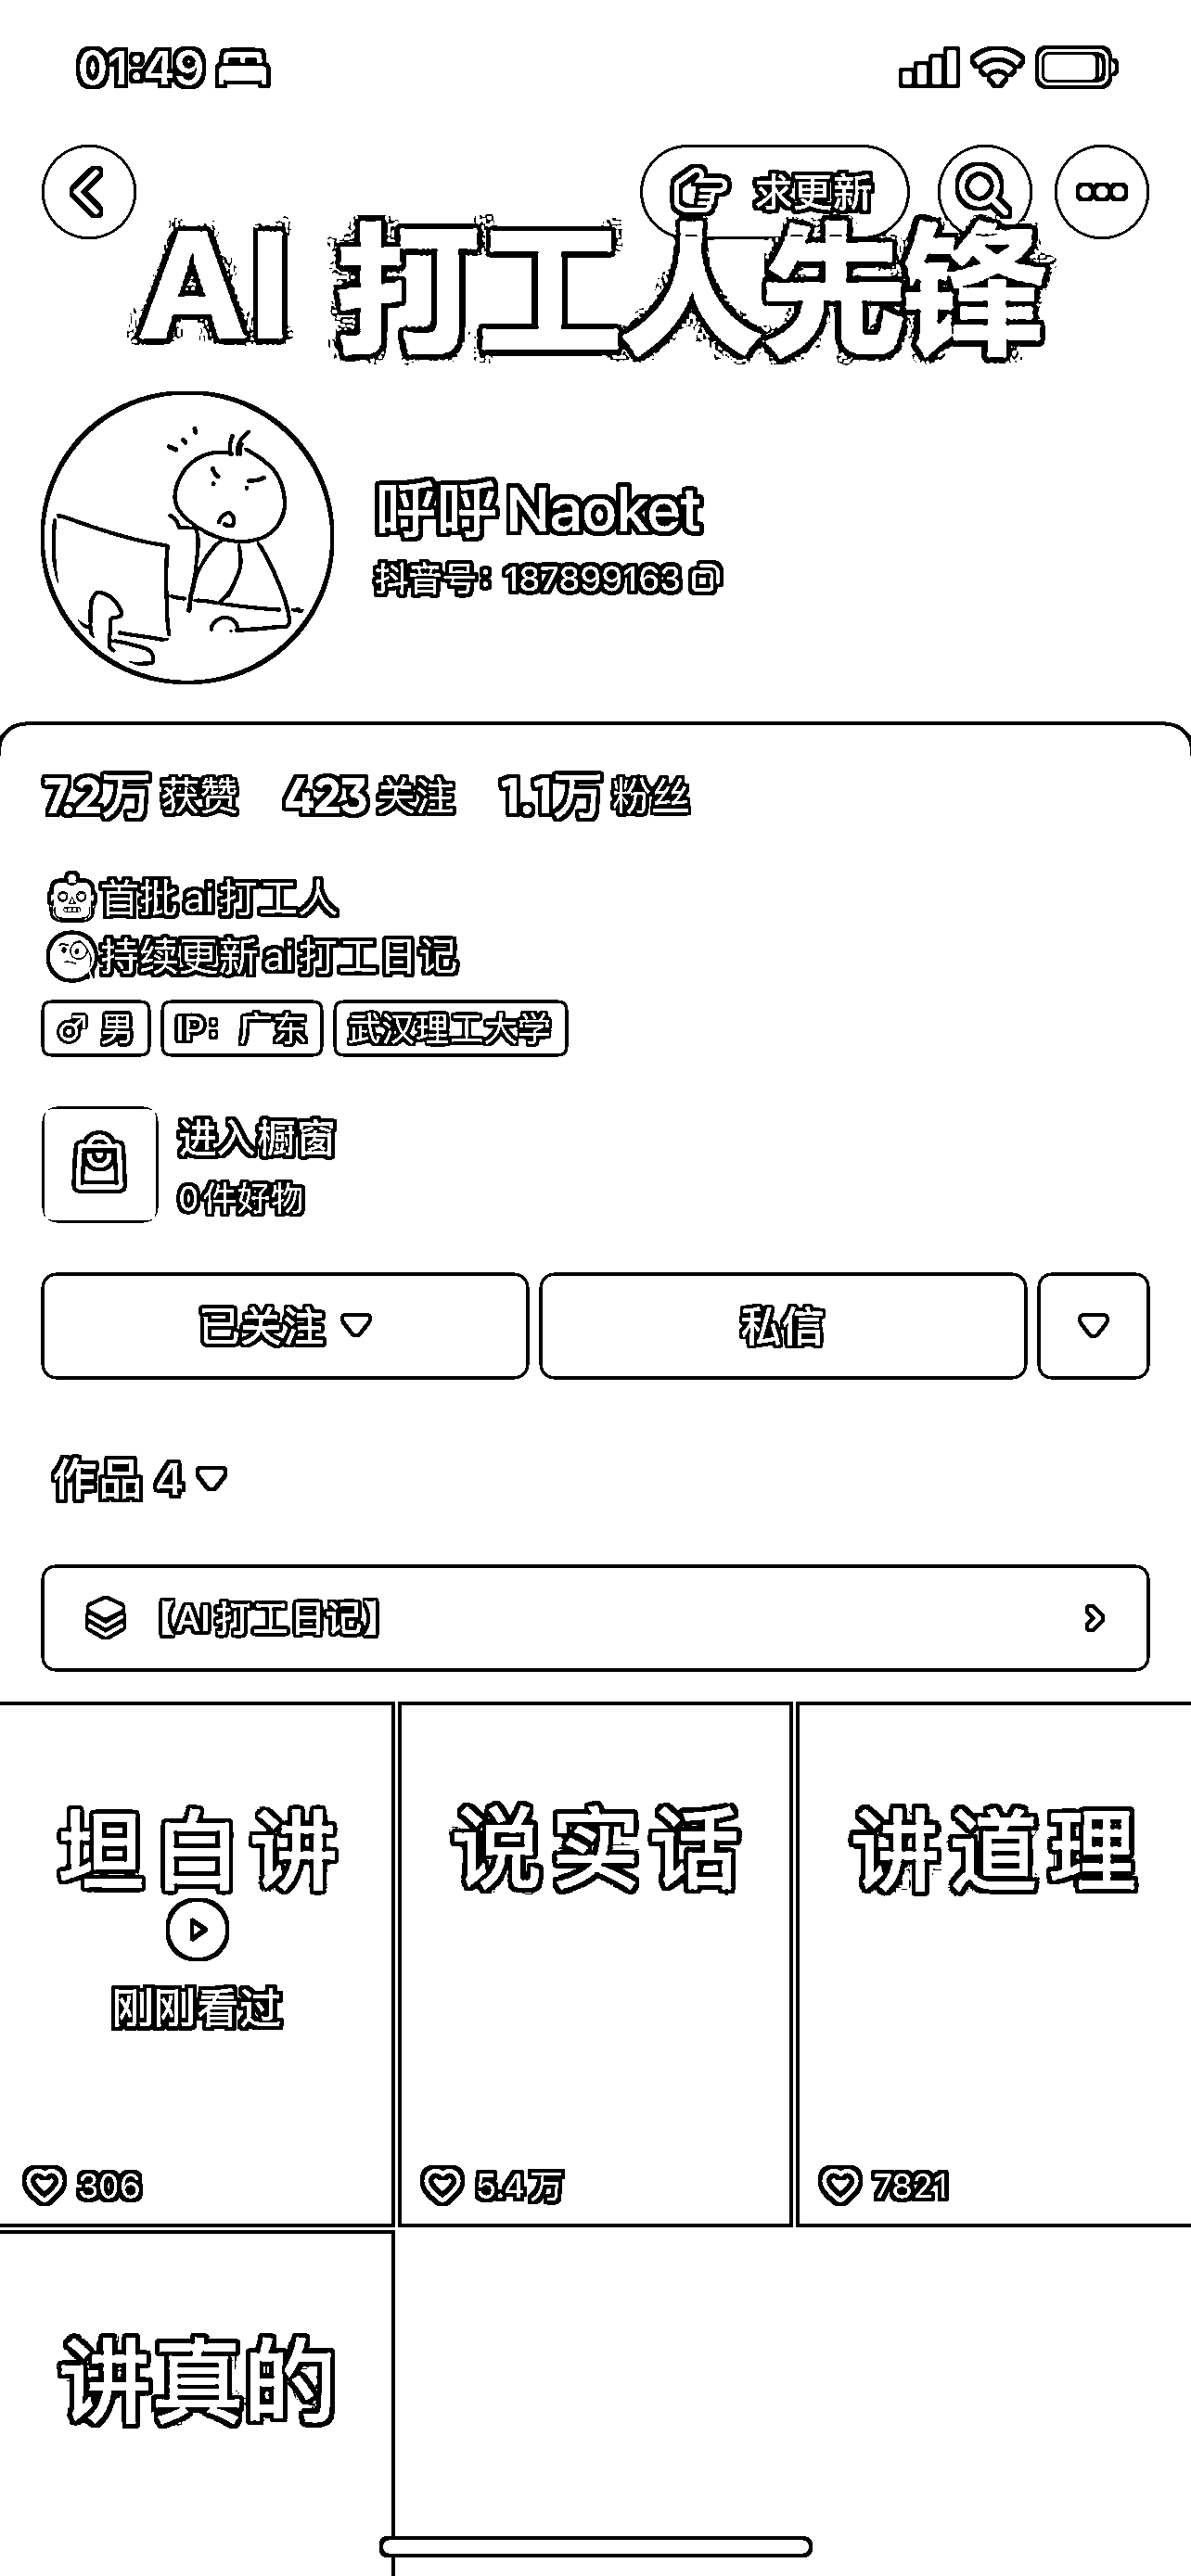 01:49
求更新
AI 打工人先锋
呼呼 Naoket
抖音号：187899163
7.2万 获赞 423 关注 1.1万 粉丝
首批ai打工人
持续更新ai打工日记
男 IP：广东 武汉理工大学
进入橱窗
0件好物
已关注 私信
作品 4
【AI打工日记】
坦白讲 说实话 讲道理
刚刚看过
306 5.4万 7821
讲真的